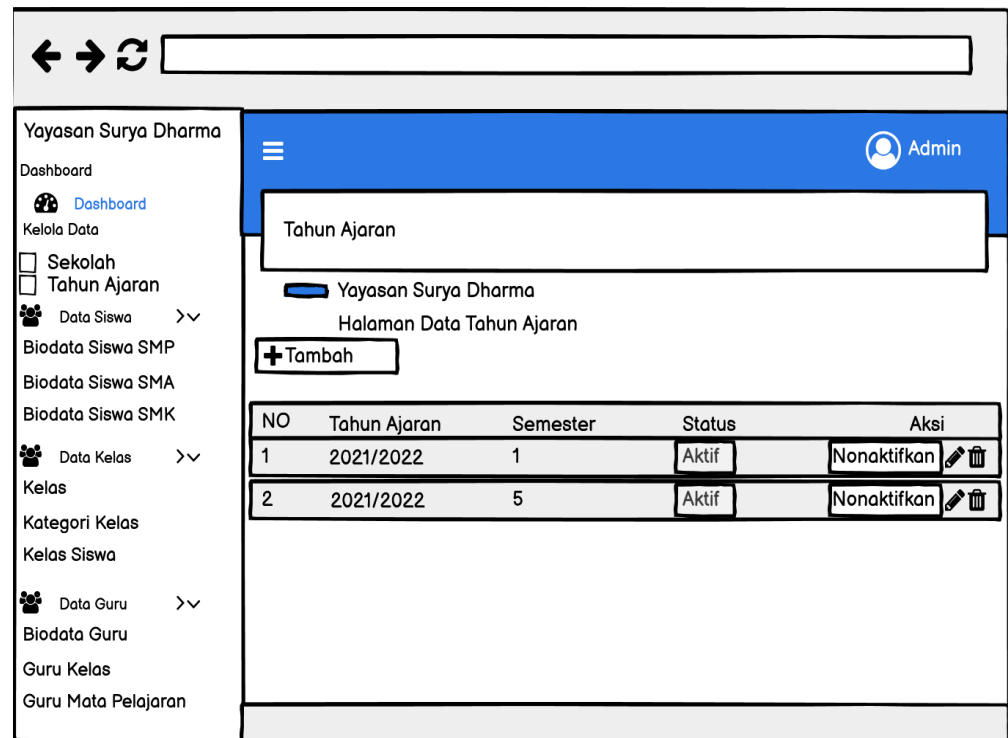 Yayasan Surya Dharma
Dashboard
Dashboard
Kelola Data
Sekolah
Tahun Ajaran
Data Siswa
Biodata Siswa SMP
Biodata Siswa SMA
Biodata Siswa SMK
Data Kelas
Kelas
Kategori Kelas
Kelas Siswa
Data Guru
Biodata Guru
Guru Kelas
Guru Mata Pelajaran
Admin
Tahun Ajaran
Yayasan Surya Dharma
Halaman Data Tahun Ajaran
Tambah
NO Tahun Ajaran Semester Status Aksi
1 2021/2022 1 Aktif Nonaktifkan
2 2021/2022 5 Aktif Nonaktifkan